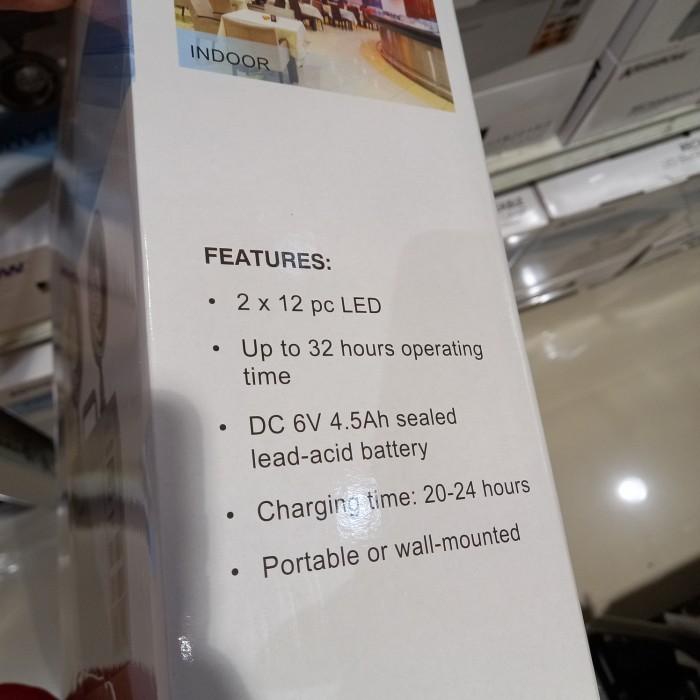 INDOOR
FEATURES:
• 2 x 12 pc LED
• Up to 32 hours operating
time
• DC 6V 4.5Ah sealed
lead-acid battery
• Charging time: 20-24 hours
• Portable or wall-mounted